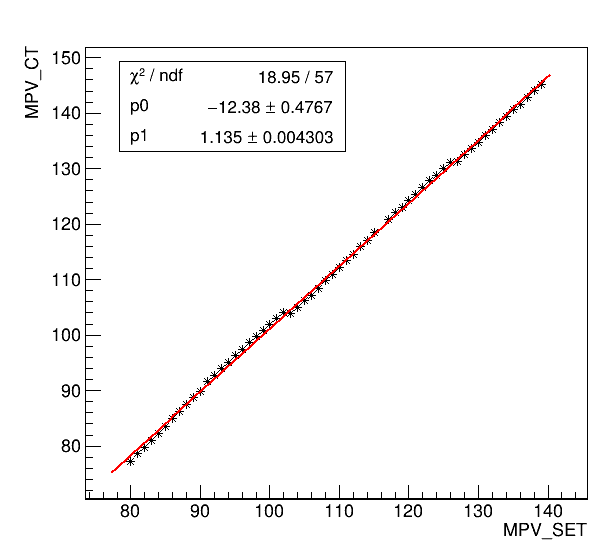 MPV_CT
150
140
130
120
110
100
90
80
χ² / ndf 18.95 / 57
p0 −12.38 ± 0.4767
p1 1.135 ± 0.004303
80 90 100 110 120 130 140
MPV_SET